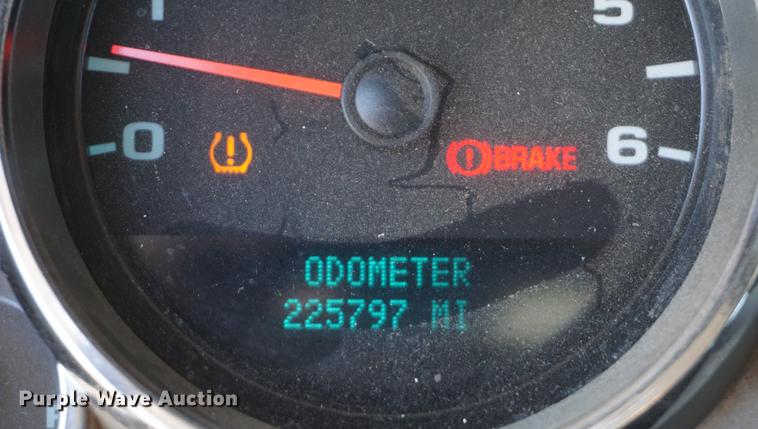 1
5
0
6
BRAKE
ODOMETER
225797 MI
Purple Wave Auction